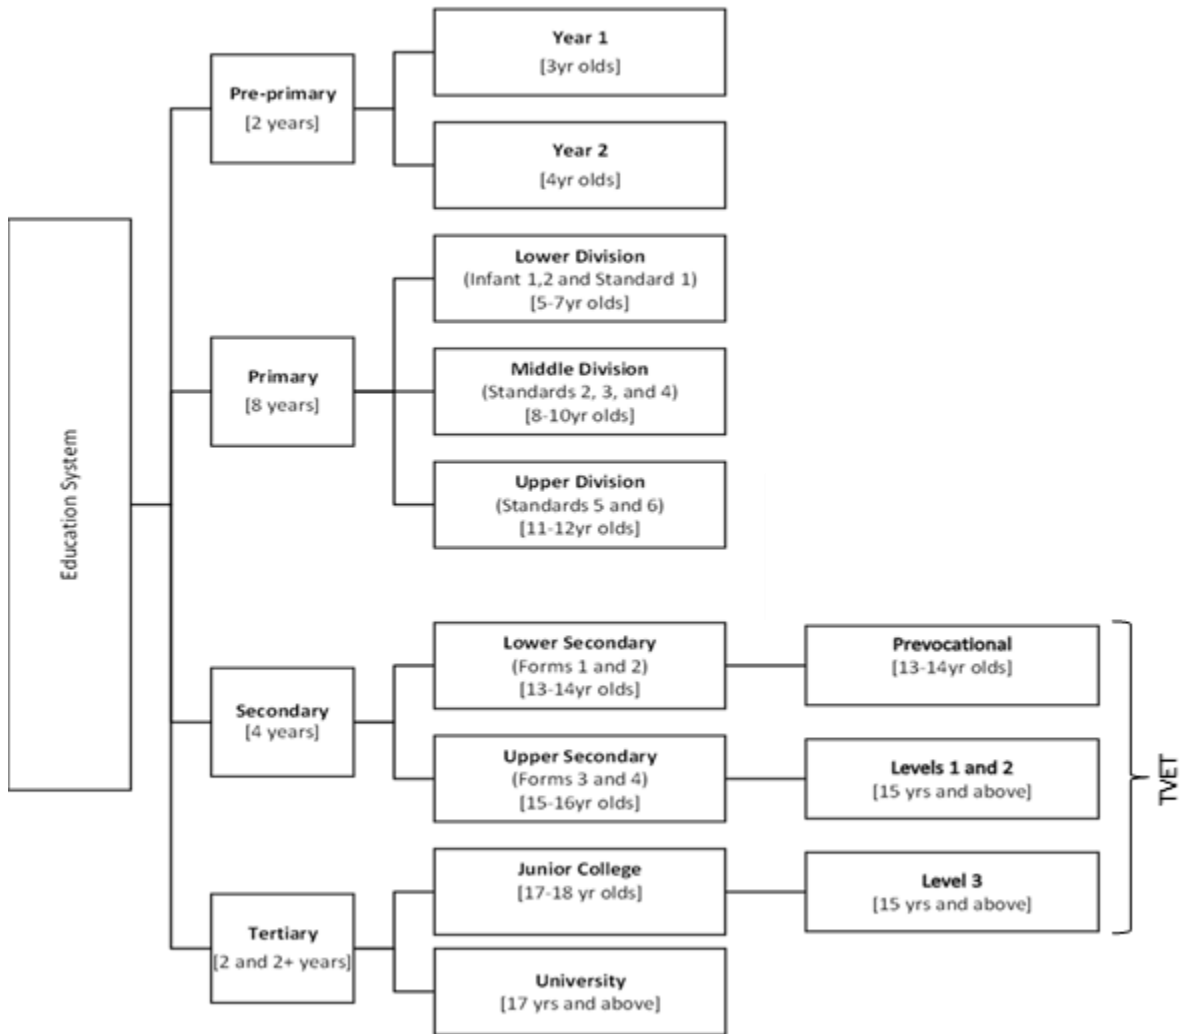 Education System
Pre-primary
[2 years]
Year 1
[3yr olds]
Year 2
[4yr olds]
Primary
[8 years]
Lower Division
(Infant 1,2 and Standard 1)
[5-7yr olds]
Middle Division
(Standards 2, 3, and 4)
[8-10yr olds]
Upper Division
(Standards 5 and 6)
[11-12yr olds]
Secondary
[4 years]
Lower Secondary
(Forms 1 and 2)
[13-14yr olds]
Prevocational
[13-14yr olds]
Upper Secondary
(Forms 3 and 4)
[15-16yr olds]
Levels 1 and 2
[15 yrs and above]
Tertiary
[2 and 2+ years]
Junior College
[17-18 yr olds]
Level 3
[15 yrs and above]
University
[17 yrs and above]
TVET